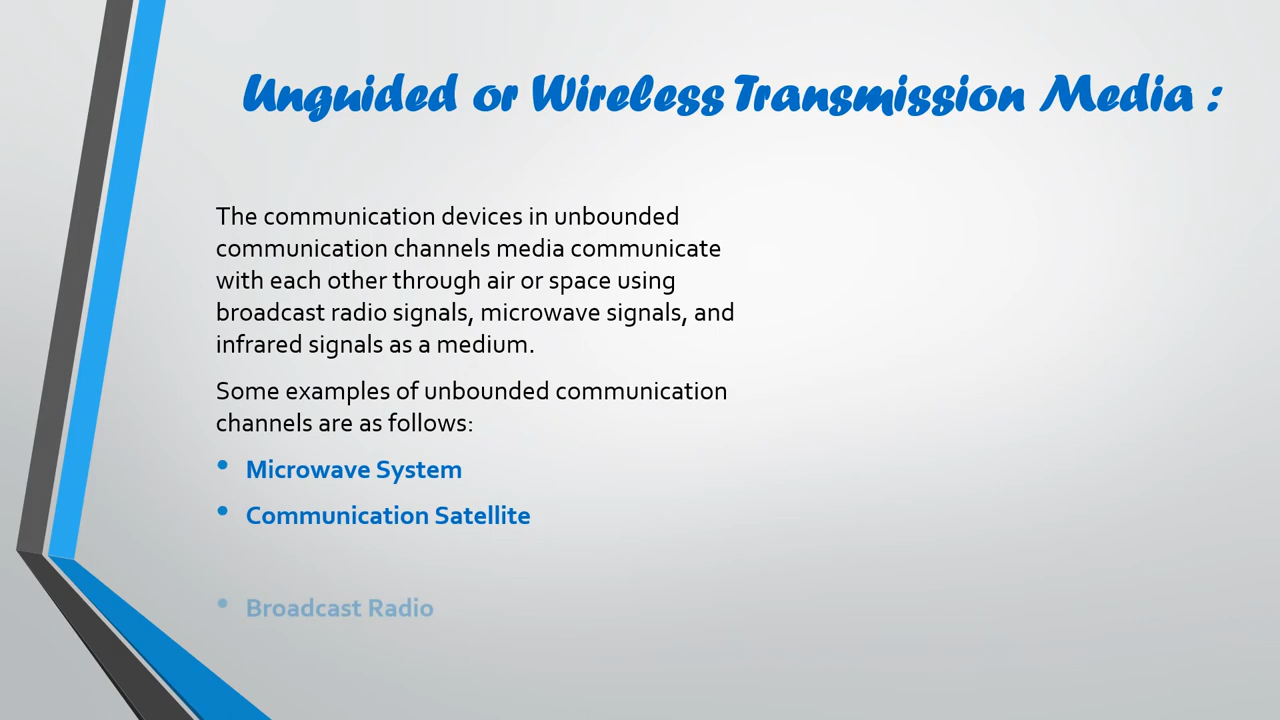 Unguided or Wireless Transmission Media :
The communication devices in unbounded
communication channels media communicate
with each other through air or space using
broadcast radio signals, microwave signals, and
infrared signals as a medium.
Some examples of unbounded communication
channels are as follows:
• Microwave System
• Communication Satellite
• Broadcast Radio